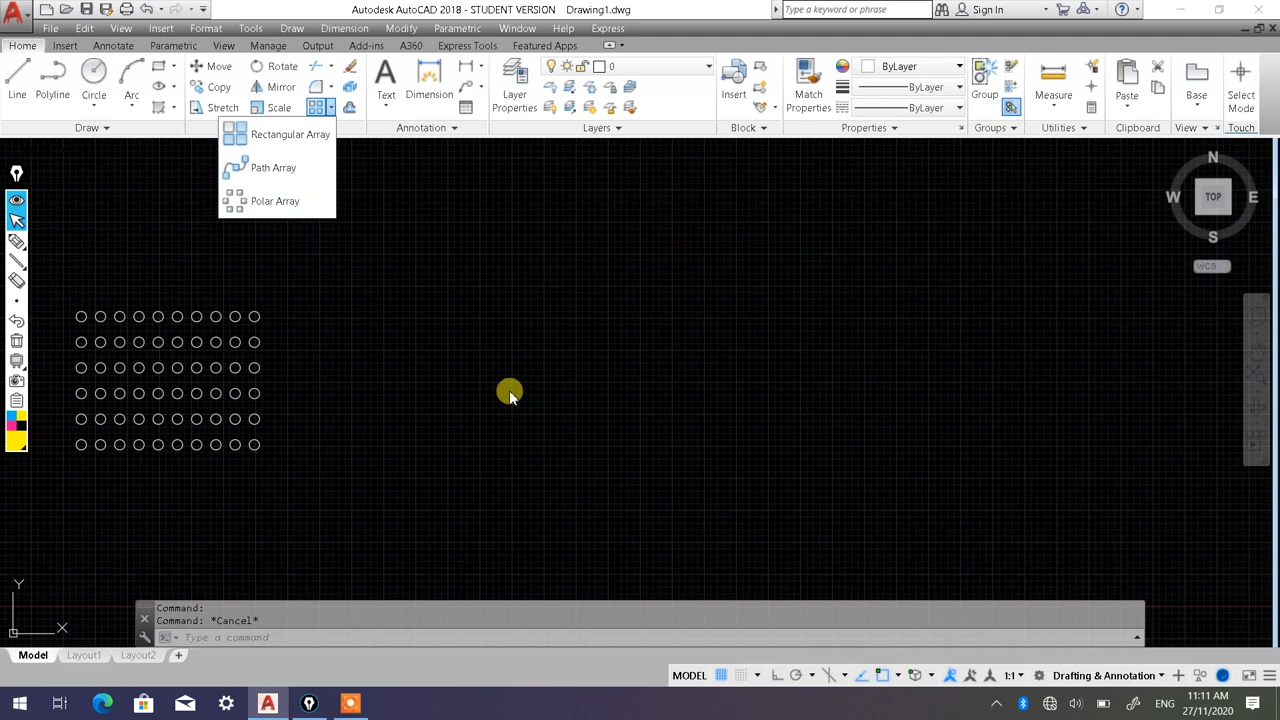 Autodesk AutoCAD 2018 - STUDENT VERSION Drawing1.dwg
Type a keyword or phrase
Sign In
File Edit View Insert Format Tools Draw Dimension Modify Parametric Window Help Express
Home Insert Annotate Parametric View Manage Output Add-ins A360 Express Tools Featured Apps
Line
Polyline
Circle
Arc
Move
Rotate
Copy
Mirror
Stretch
Scale
Text
Dimension
Layer
Properties
0
Insert
Match
Properties
ByLayer
ByLayer
ByLayer
Group
Measure
Paste
Base
Select
Mode
Draw
Annotation
Layers
Block
Properties
Groups
Utilities
Clipboard
View
Touch
Rectangular Array
Path Array
Polar Array
N
W
TOP
E
S
WCS
Y
X
Command:
Command: *Cancel*
Type a command
Model Layout1 Layout2
MODEL
1:1
Drafting & Annotation
ENG
11:11 AM
27/11/2020